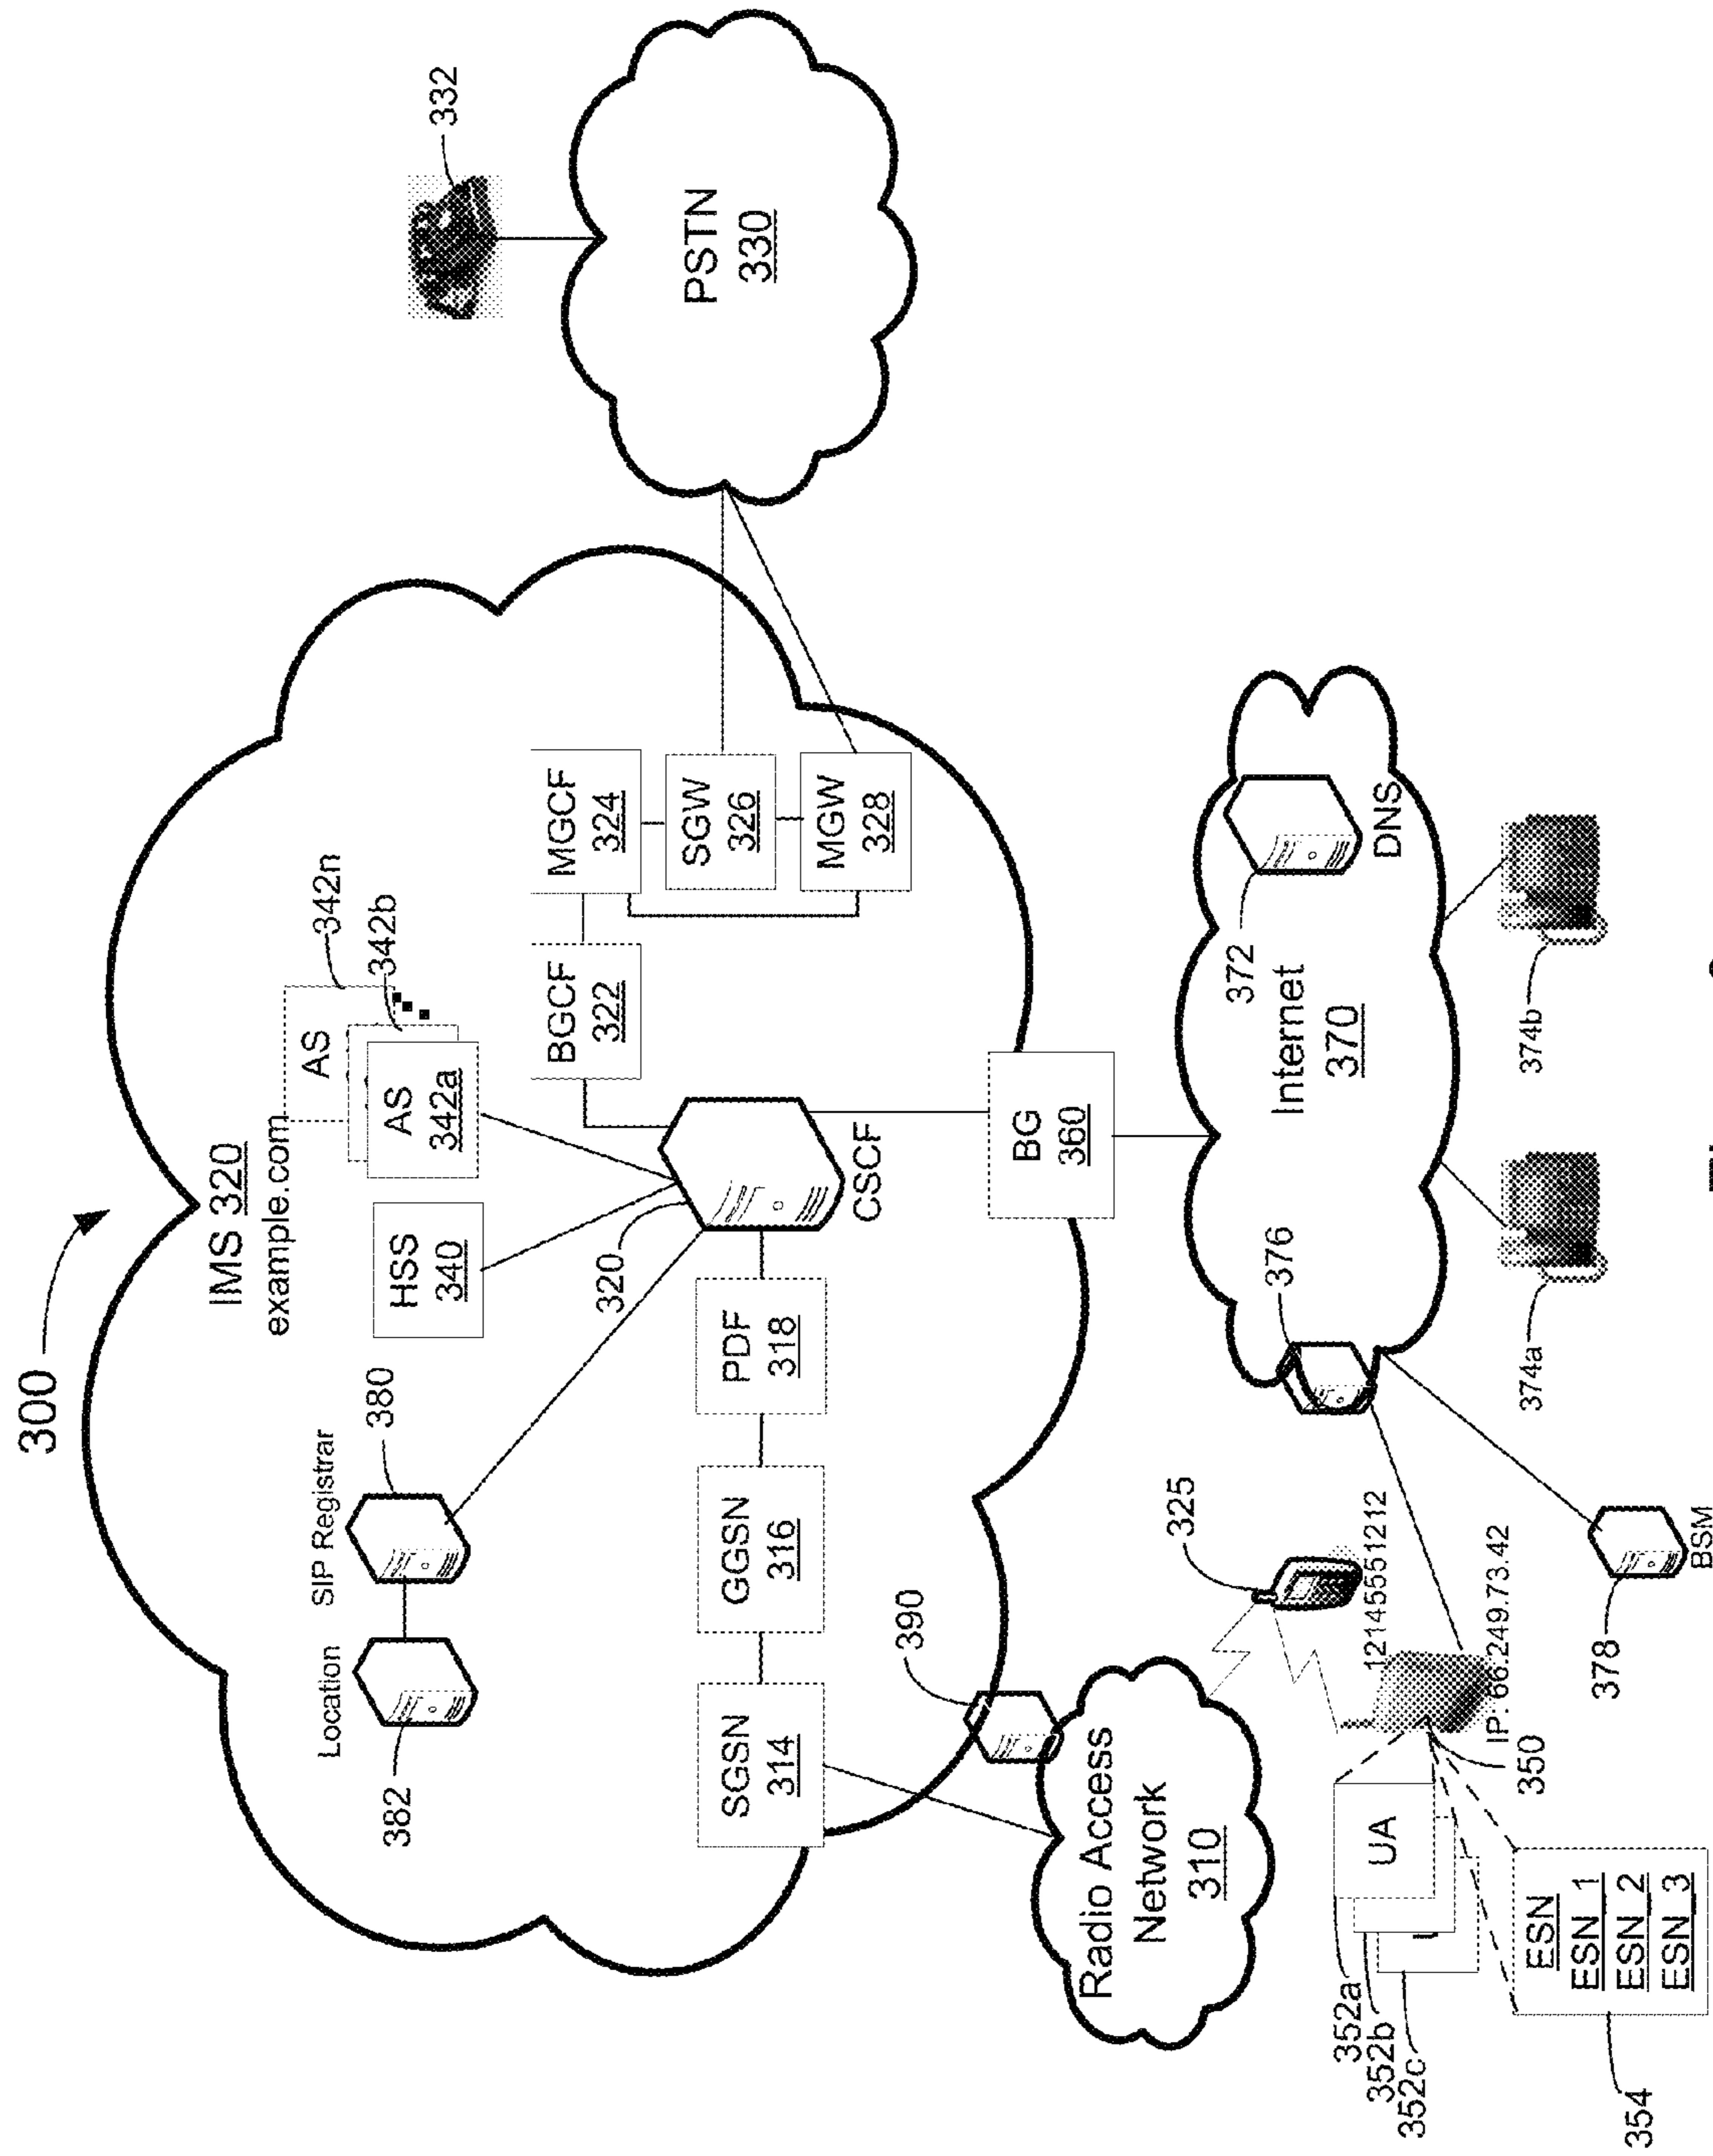 300
IMS 320
example.com
Location
382
SIP Registrar
380
HSS
340
AS
342a
AS
342n
342b
332
PSTN
330
BGCF
322
MGCF
324
SGW
326
MGW
328
320
CSCF
SGSN
314
GGSN
316
PDF
318
BG
360
390
Radio Access
Network
310
325
12145551212
376
Internet
370
372
DNS
UA
352a
352b
352c
IP: 66.249.73.42
350
ESN
ESN_1
ESN_2
ESN_3
354
378
BSM
374a
374b